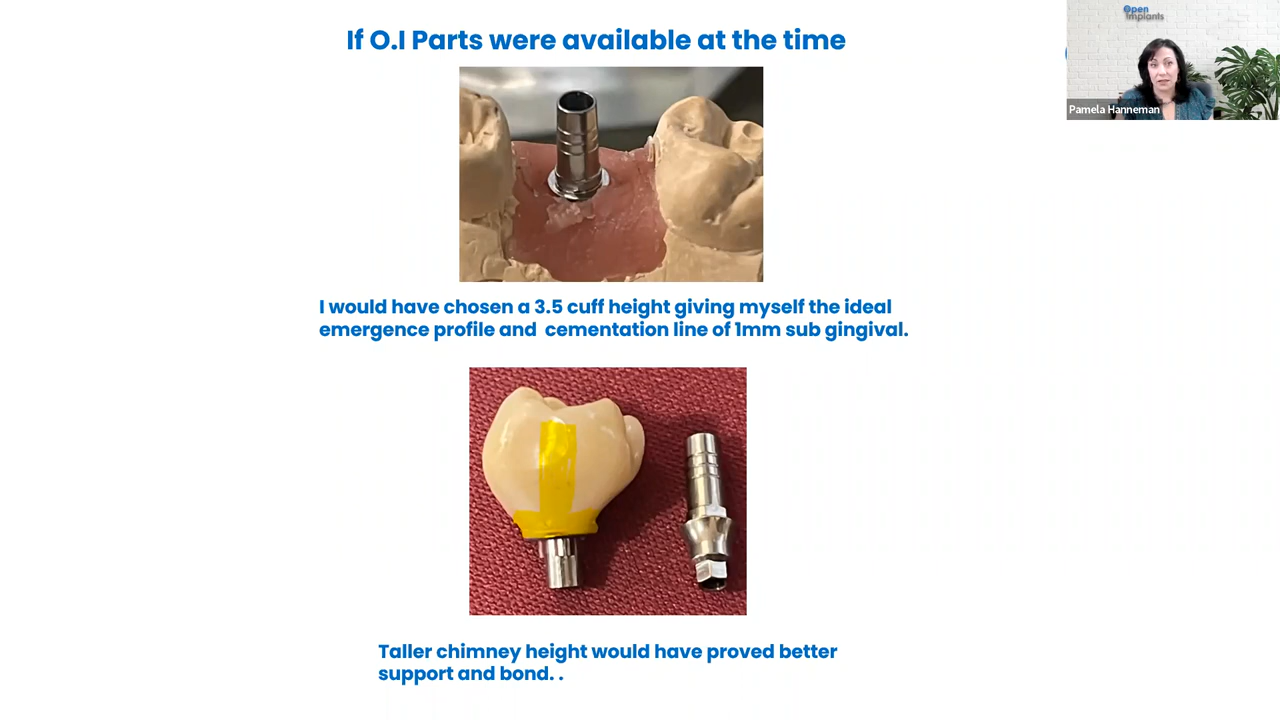 If O.I Parts were available at the time
Open
Implants
Pamela Hanneman
I would have chosen a 3.5 cuff height giving myself the ideal
emergence profile and cementation line of 1mm sub gingival.
Taller chimney height would have proved better
support and bond. .